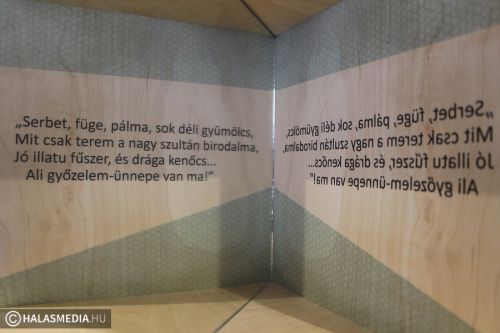 „Serbet, füge, pálma, sok déli gyümölcs,
Mit csak terem a nagy szultán birodalma,
Jó illatu fűszer, és drága kenőcs...
Ali győzelem-ünnepe van ma!”
„Serbet, füge, pálma, sok déli gyümölcs,
Mit csak terem a nagy szultán birodalma,
Jó illatu fűszer, és drága kenőcs...
Ali győzelem-ünnepe van ma!”
© HALASMEDIA.HU